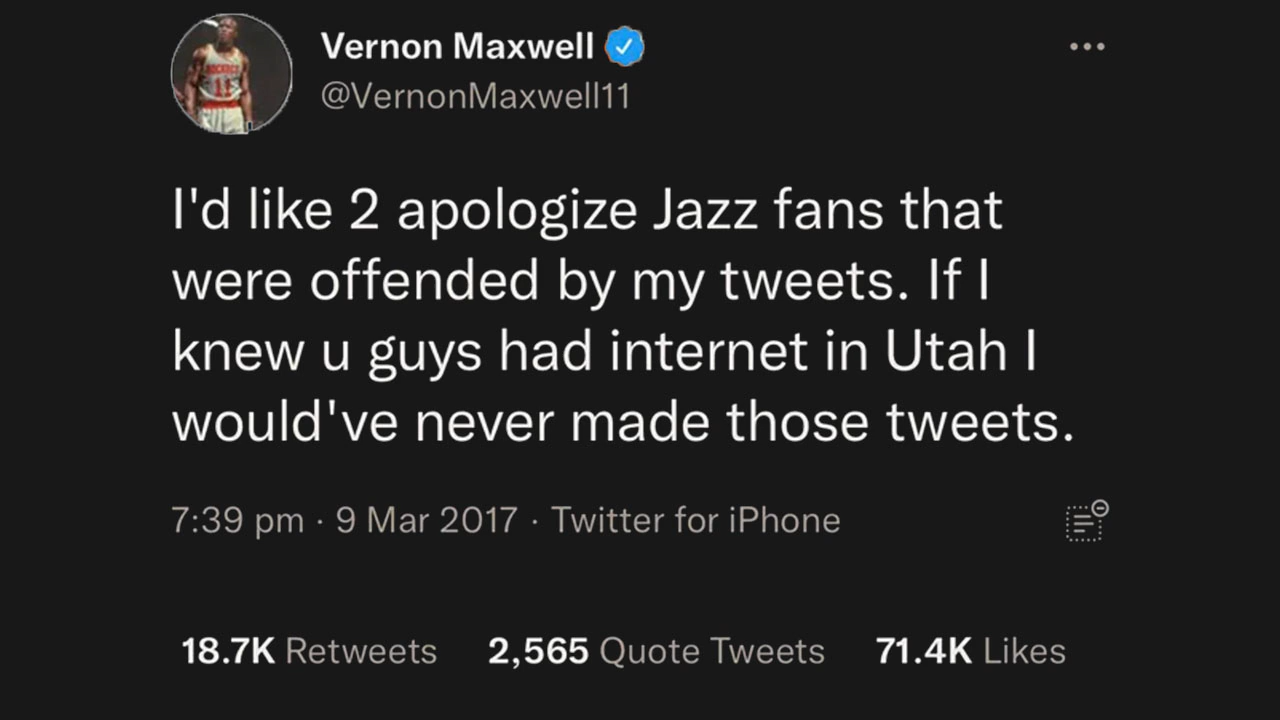 Vernon Maxwell
@VernonMaxwell11
I'd like 2 apologize Jazz fans that
were offended by my tweets. If I
knew u guys had internet in Utah I
would've never made those tweets.
7:39 pm · 9 Mar 2017 · Twitter for iPhone
18.7K Retweets 2,565 Quote Tweets 71.4K Likes